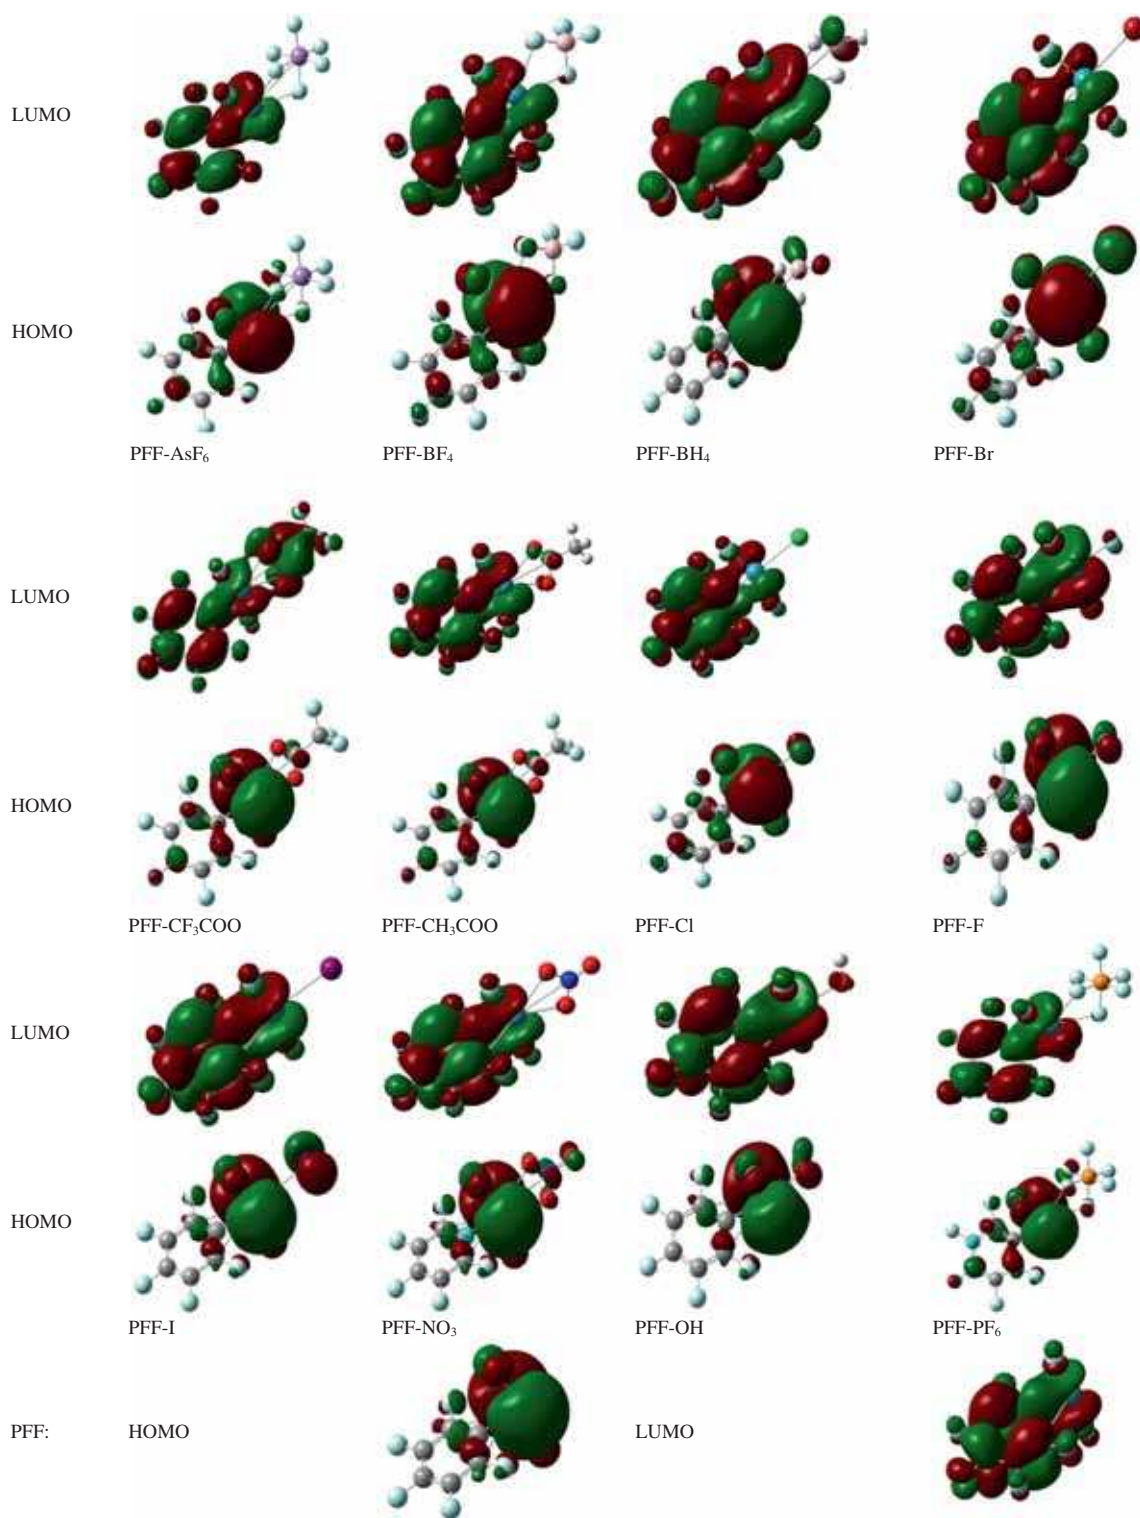 LUMO
HOMO
PFF-AsF₆ PFF-BF₄ PFF-BH₄ PFF-Br
LUMO
HOMO
PFF-CF₃COO PFF-CH₃COO PFF-Cl PFF-F
LUMO
HOMO
PFF-I PFF-NO₃ PFF-OH PFF-PF₆
PFF: HOMO LUMO